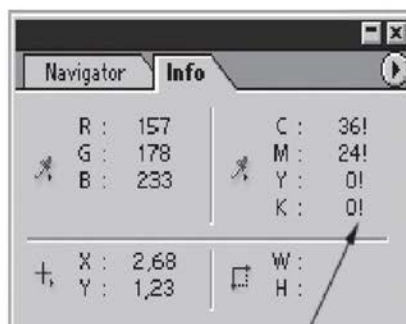 Navigator Info
R : 157
G : 178
B : 233
C : 36!
M : 24!
Y : 0!
K : 0!
X : 2,68
Y : 1,23
W :
H :